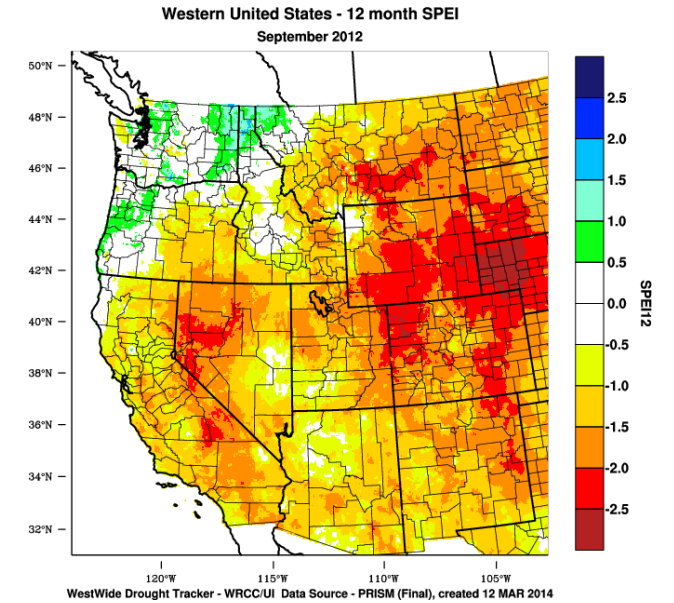 Western United States - 12 month SPEI
September 2012
50°N
48°N
46°N
44°N
42°N
40°N
38°N
36°N
34°N
32°N
120°W
115°W
110°W
105°W
2.5
2.0
1.5
1.0
0.5
0.0
-0.5
-1.0
-1.5
-2.0
-2.5
SPEI12
WestWide Drought Tracker - WRCC/UI Data Source - PRISM (Final), created 12 MAR 2014